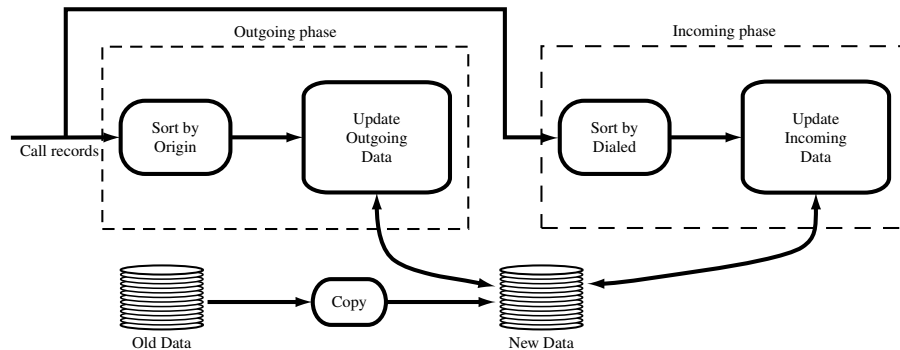 Outgoing phase
Incoming phase
Call records
Sort by
Origin
Update
Outgoing
Data
Sort by
Dialed
Update
Incoming
Data
Copy
Old Data
New Data